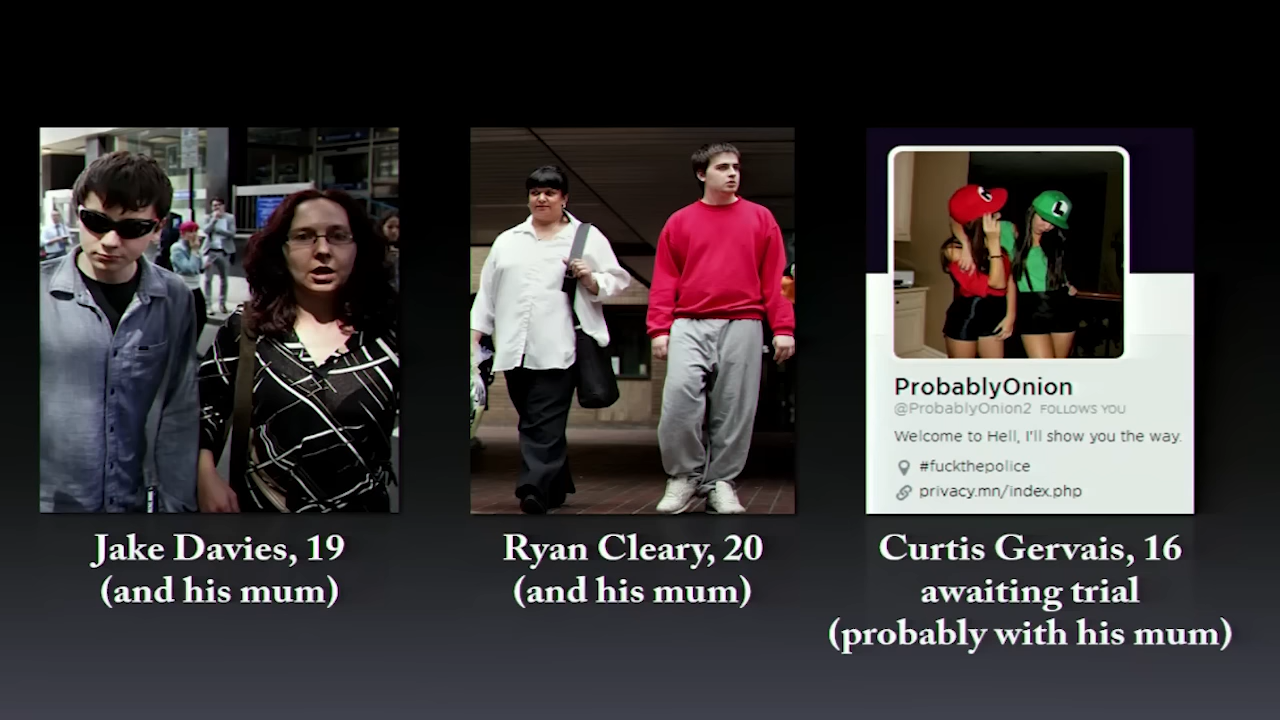 Jake Davies, 19
(and his mum)
Ryan Cleary, 20
(and his mum)
L
ProbablyOnion
@ProbablyOnion2 FOLLOWS YOU
Welcome to Hell, I'll show you the way.
#fuckthepolice
privacy.mn/index.php
Curtis Gervais, 16
awaiting trial
(probably with his mum)